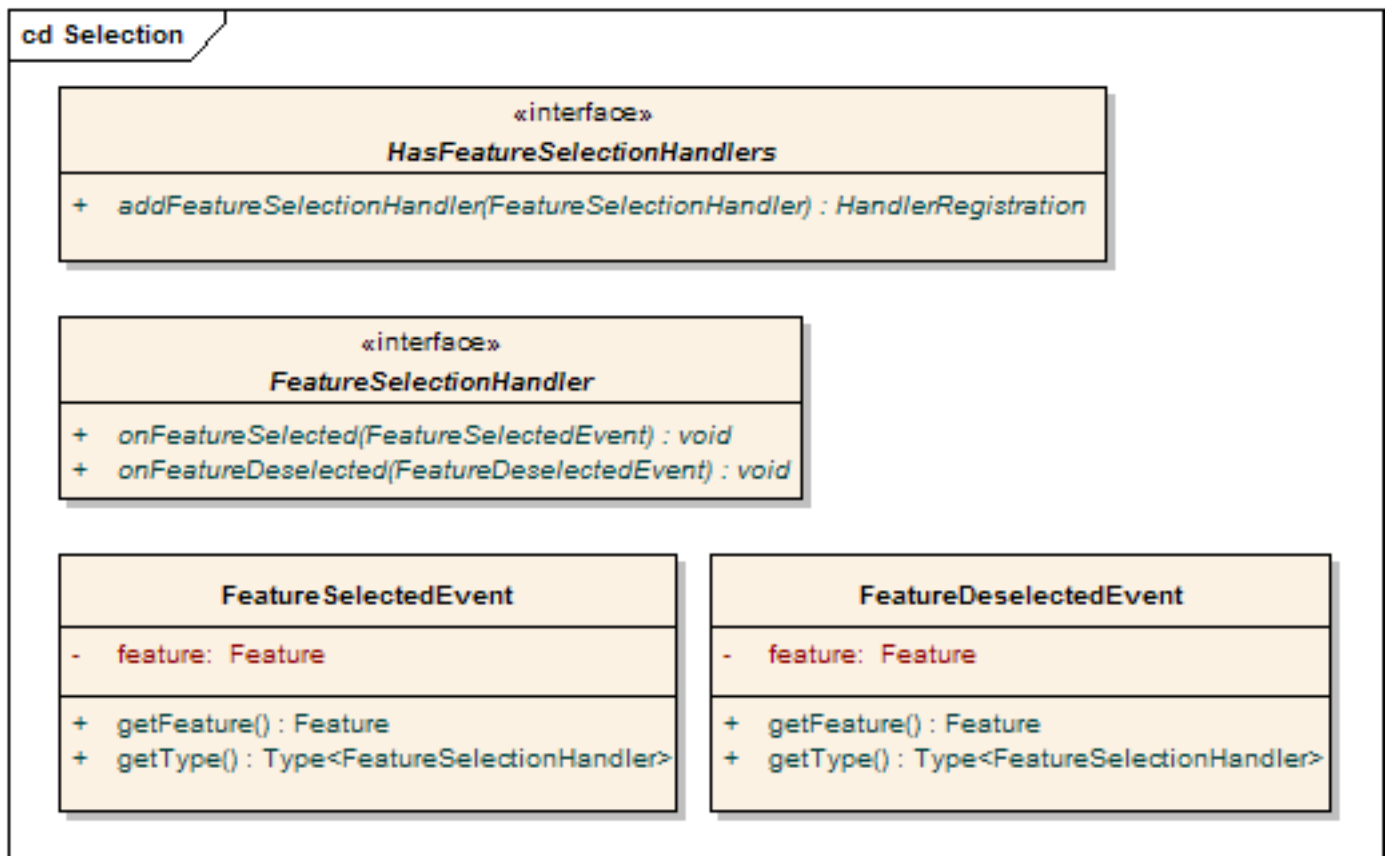 cd Selection
«interface»
HasFeatureSelectionHandlers
+ addFeatureSelectionHandler(FeatureSelectionHandler) : HandlerRegistration
«interface»
FeatureSelectionHandler
+ onFeatureSelected(FeatureSelectedEvent) : void
+ onFeatureDeselected(FeatureDeselectedEvent) : void
FeatureSelectedEvent
- feature: Feature
+ getFeature() : Feature
+ getType() : Type<FeatureSelectionHandler>
FeatureDeselectedEvent
- feature: Feature
+ getFeature() : Feature
+ getType() : Type<FeatureSelectionHandler>